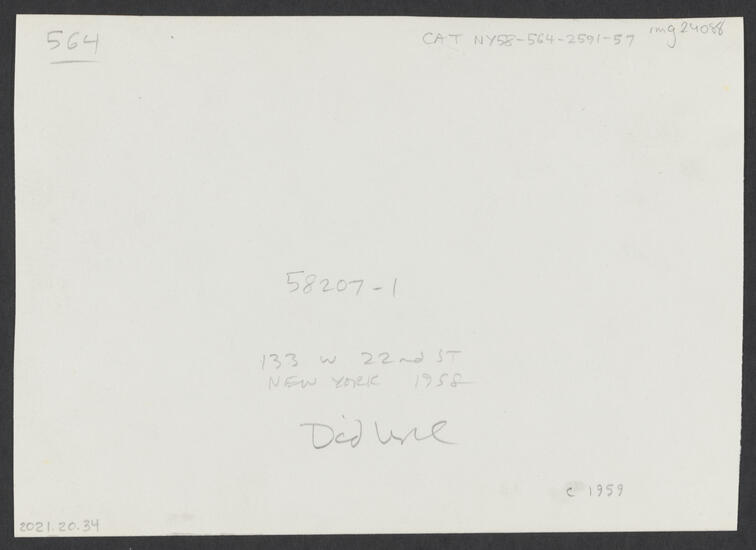 564
CAT NY58-564-2591-57
img24088
58207-1
133 W 22nd ST
NEW YORK 1958
c 1959
2021.20.34